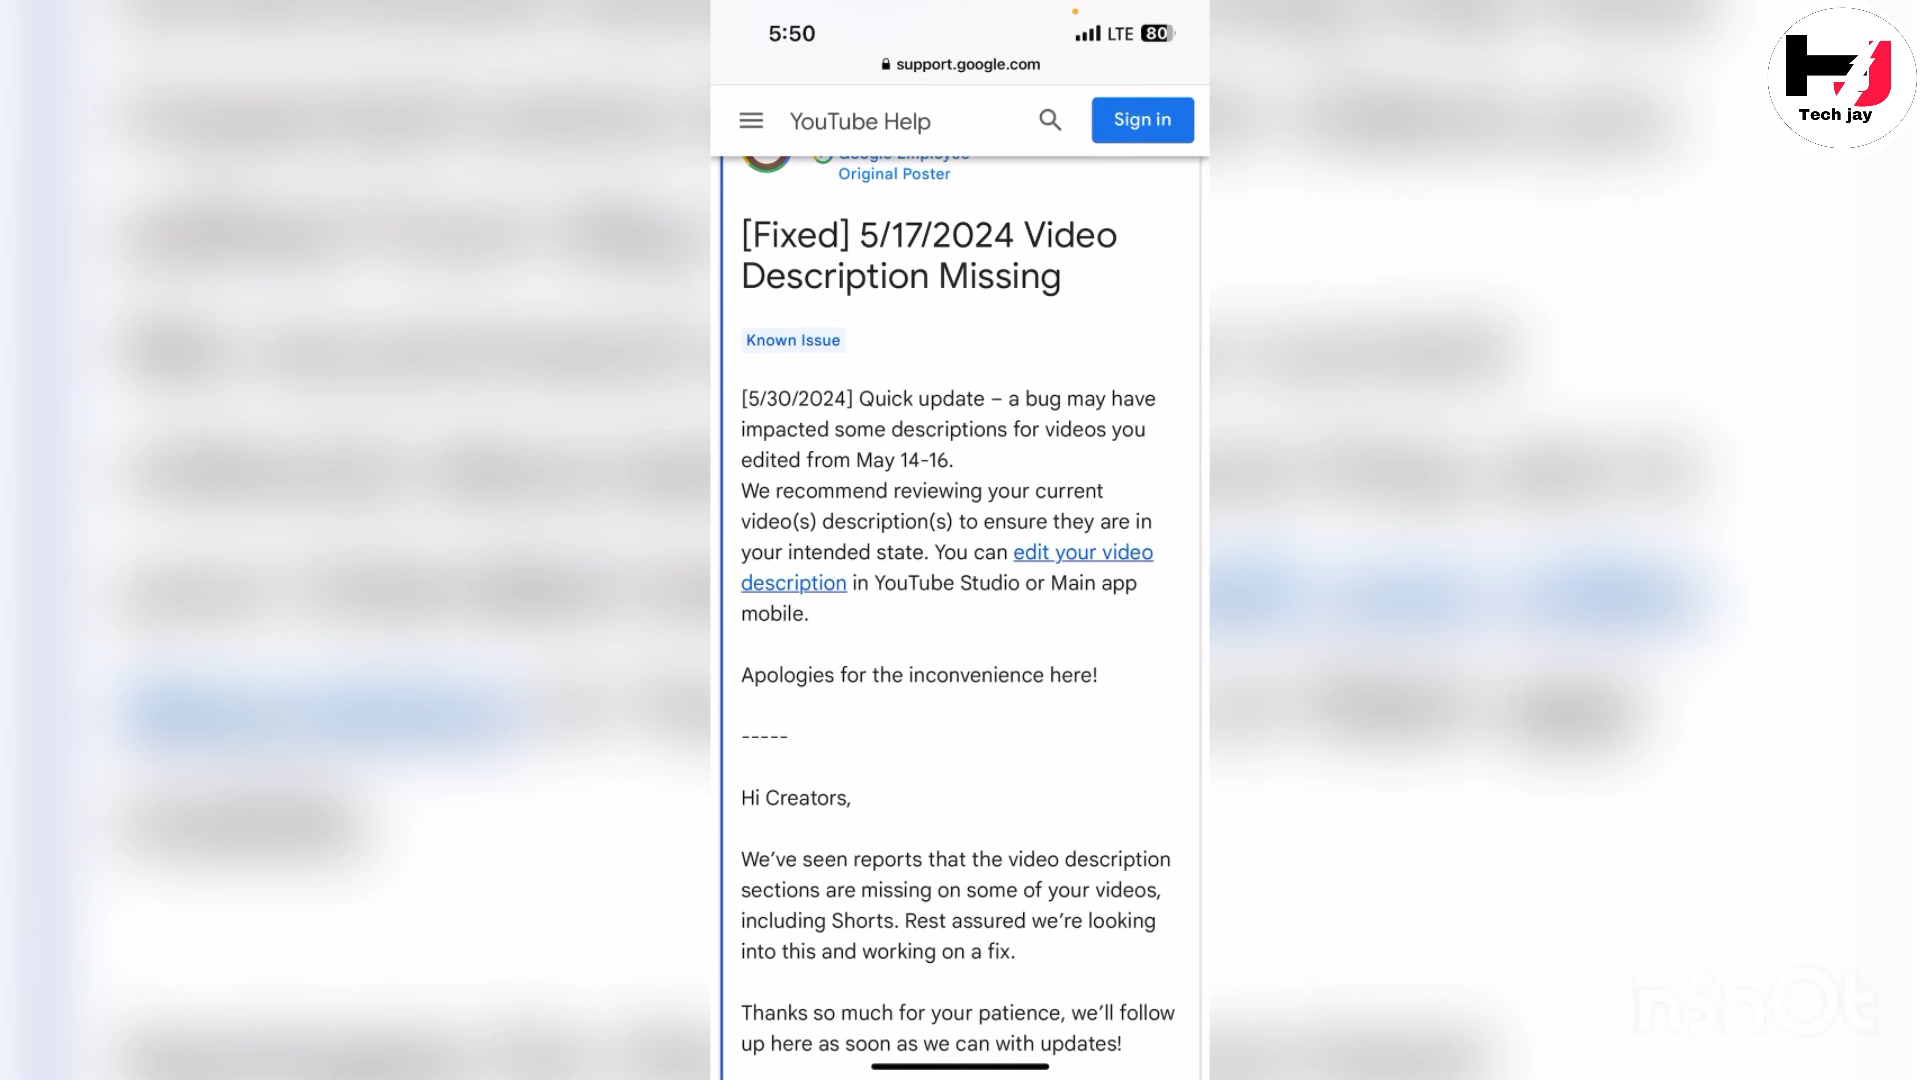 5:50
LTE 80
support.google.com
YouTube Help
Sign in
Google Employee
Original Poster
[Fixed] 5/17/2024 Video
Description Missing
Known Issue
[5/30/2024] Quick update – a bug may have
impacted some descriptions for videos you
edited from May 14-16.
We recommend reviewing your current
video(s) description(s) to ensure they are in
your intended state. You can edit your video
description in YouTube Studio or Main app
mobile.
Apologies for the inconvenience here!
-----
Hi Creators,
We’ve seen reports that the video description
sections are missing on some of your videos,
including Shorts. Rest assured we’re looking
into this and working on a fix.
Thanks so much for your patience, we’ll follow
up here as soon as we can with updates!
HJ
Tech jay
InShOt